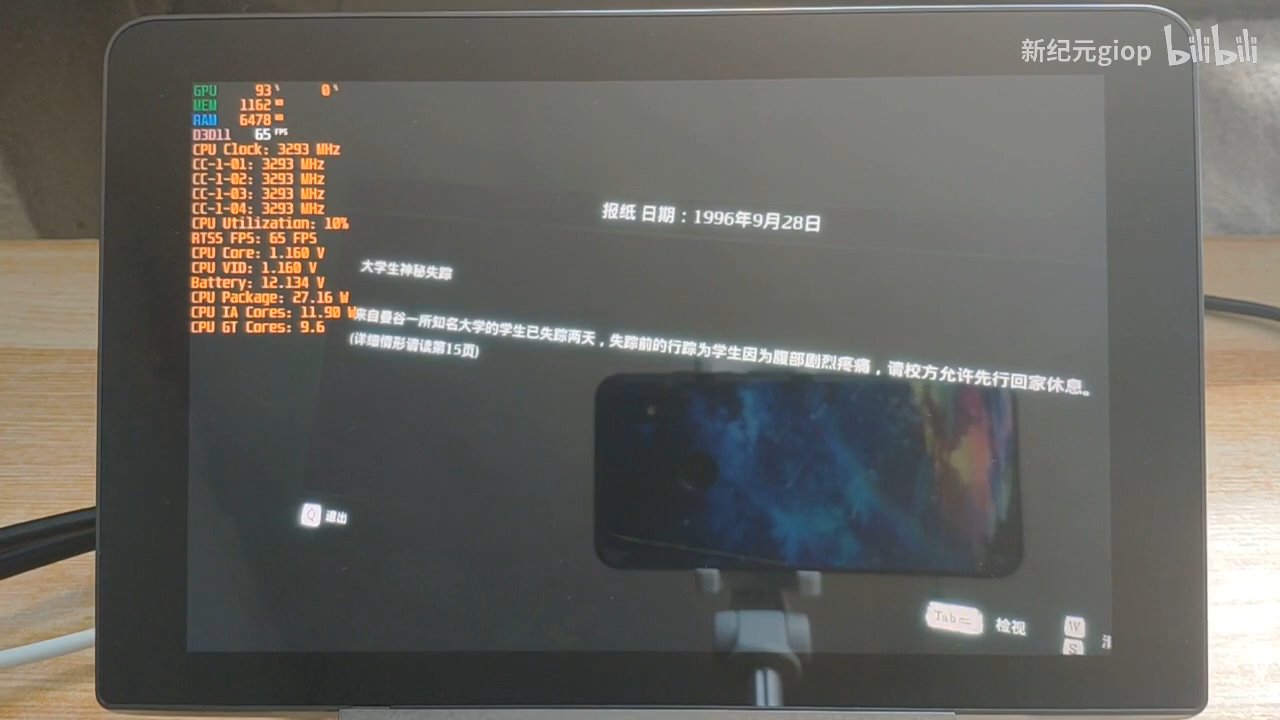 新纪元giop bilibili
GPU 93 % 0 %
MEM 1162 MB
RAM 6478 MB
D3D11 65 FPS
CPU Clock: 3293 MHz
CC-1-01: 3293 MHz
CC-1-02: 3293 MHz
CC-1-03: 3293 MHz
CC-1-04: 3293 MHz
CPU Utilization: 10%
RTSS FPS: 65 FPS
CPU Core: 1.160 V
CPU VID: 1.160 V
Battery: 12.134 V
CPU Package: 27.16 W
CPU IA Cores: 11.90 W
CPU GT Cores: 9.6
报纸 日期：1996年9月28日
大学生神秘失踪
来自曼谷一所知名大学的学生已失踪两天，失踪前的行踪为学生因为腹部剧烈疼痛，请校方允许先行回家休息。
(详细情形请读第15页)
Q 退出
Tab 检视
W
S